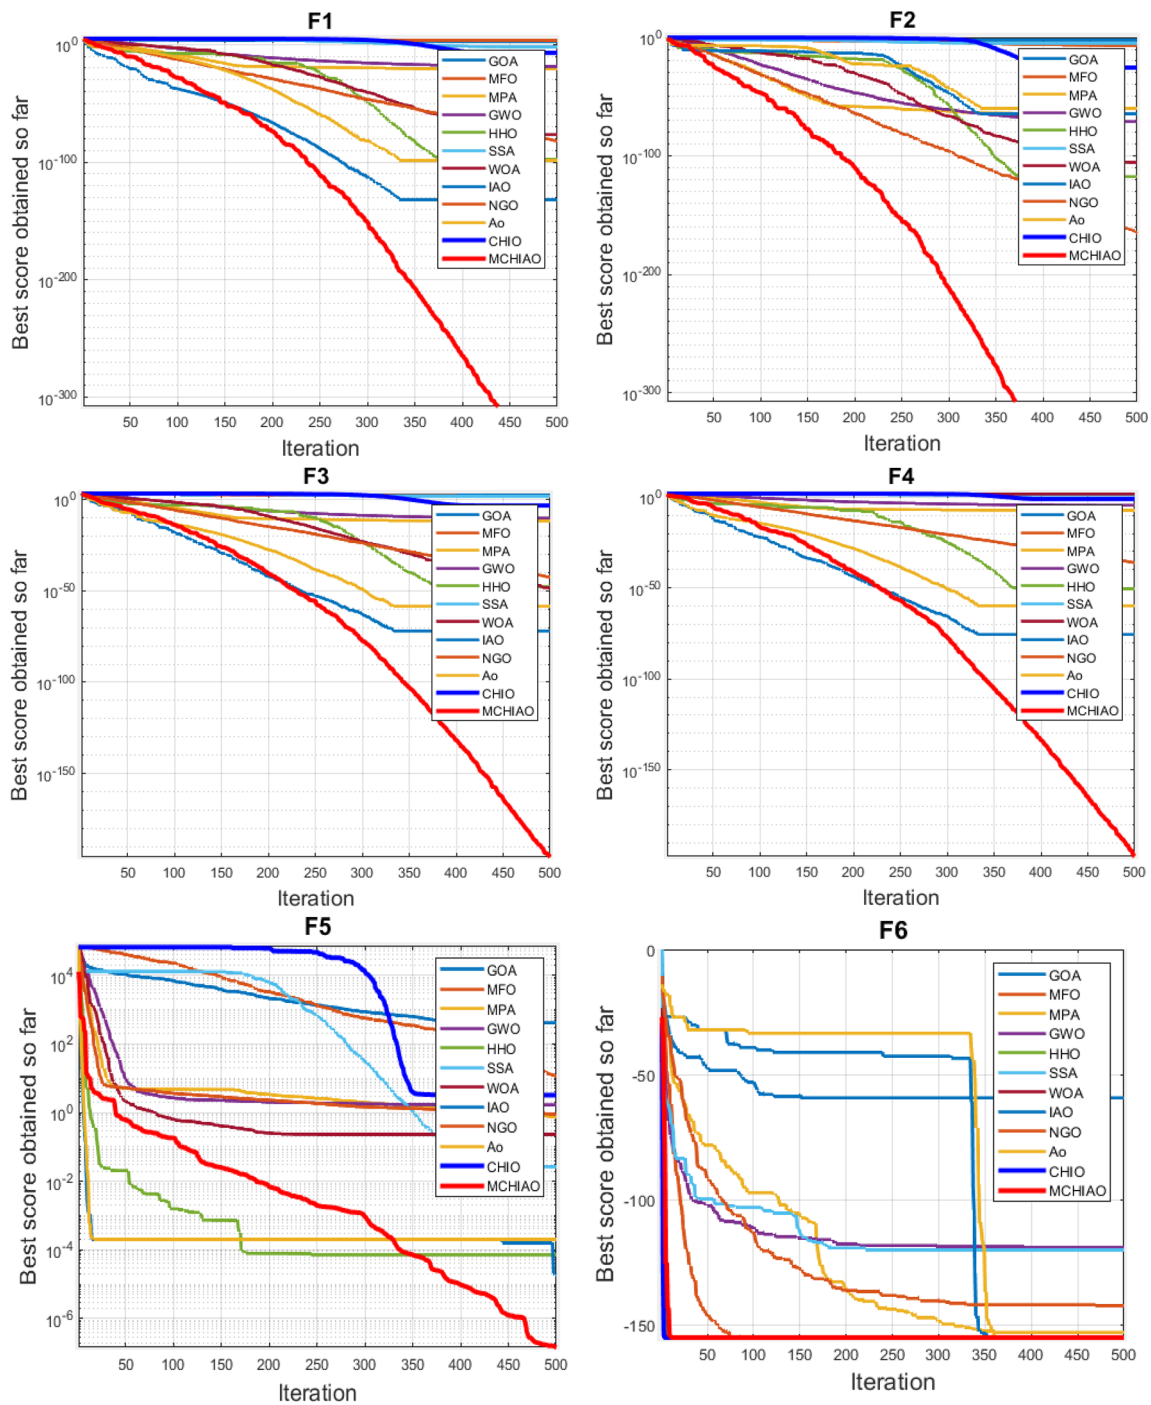 F1
Best score obtained so far
10^0
10^-100
10^-200
10^-300
GOA
MFO
MPA
GWO
HHO
SSA
WOA
IAO
NGO
Ao
CHIO
MCHIAO
50 100 150 200 250 300 350 400 450 500
Iteration
F2
Best score obtained so far
10^0
10^-100
10^-200
10^-300
GOA
MFO
MPA
GWO
HHO
SSA
WOA
IAO
NGO
Ao
CHIO
MCHIAO
50 100 150 200 250 300 350 400 450 500
Iteration
F3
Best score obtained so far
10^0
10^-50
10^-100
10^-150
GOA
MFO
MPA
GWO
HHO
SSA
WOA
IAO
NGO
Ao
CHIO
MCHIAO
50 100 150 200 250 300 350 400 450 500
Iteration
F4
Best score obtained so far
10^0
10^-50
10^-100
10^-150
GOA
MFO
MPA
GWO
HHO
SSA
WOA
IAO
NGO
Ao
CHIO
MCHIAO
50 100 150 200 250 300 350 400 450 500
Iteration
F5
Best score obtained so far
10^4
10^2
10^0
10^-2
10^-4
10^-6
GOA
MFO
MPA
GWO
HHO
SSA
WOA
IAO
NGO
Ao
CHIO
MCHIAO
50 100 150 200 250 300 350 400 450 500
Iteration
F6
Best score obtained so far
0
-50
-100
-150
GOA
MFO
MPA
GWO
HHO
SSA
WOA
IAO
NGO
Ao
CHIO
MCHIAO
50 100 150 200 250 300 350 400 450 500
Iteration